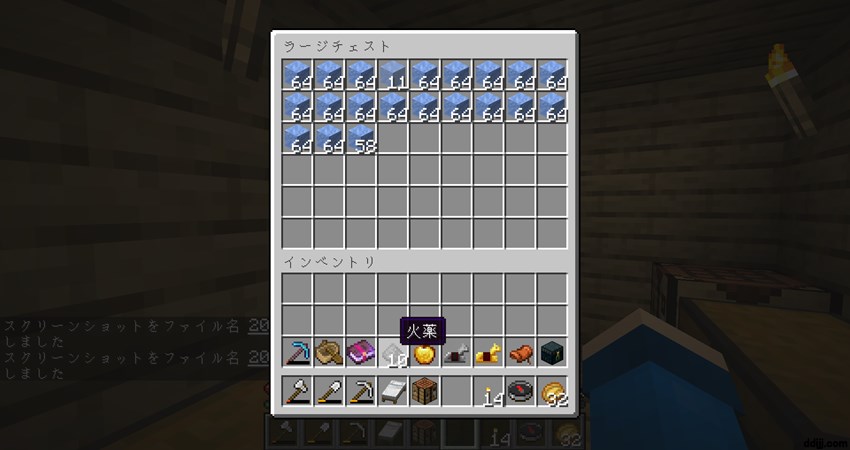 ラージチェスト
64 64 64 11 64 64 64 64 64
64 64 64 64 64 64 64 64 64
64 64 58
インベントリ
火薬
スクリーンショットをファイル名 20
しました
スクリーンショットをファイル名 20
しました
10
14 32
14 32
ddjjj.com